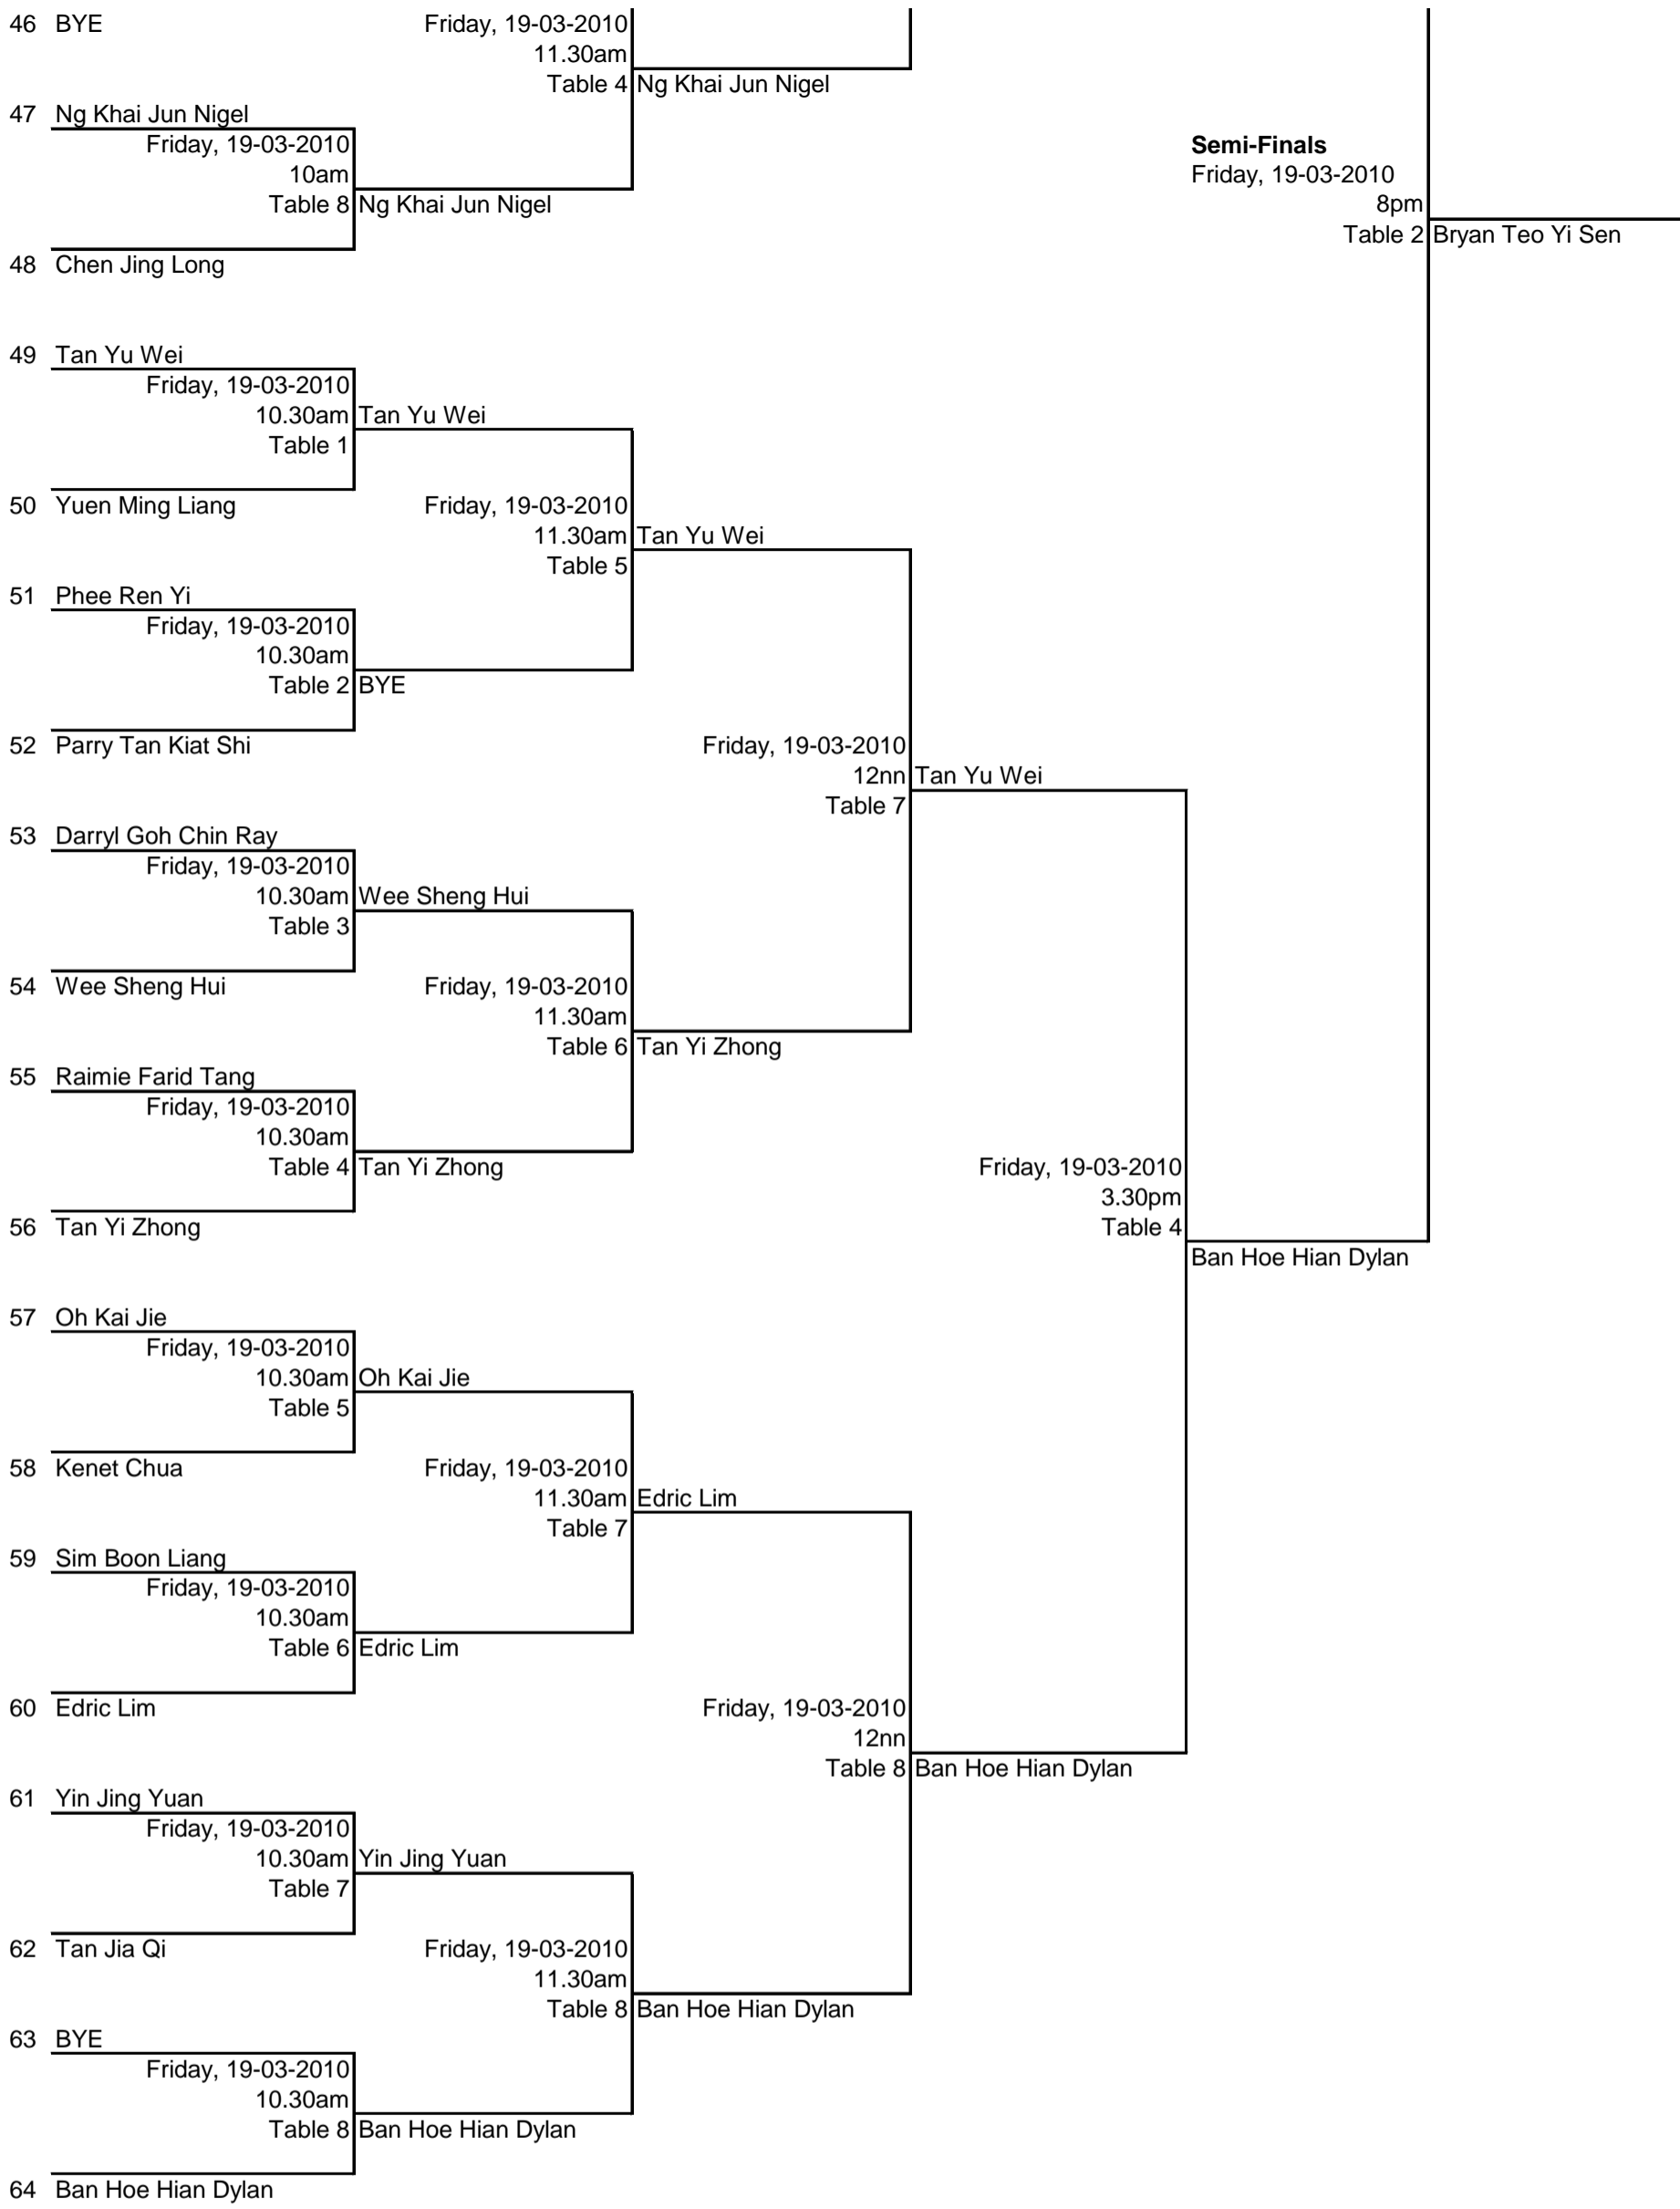 46 BYE Friday, 19-03-2010
11.30am
Table 4 Ng Khai Jun Nigel
47 Ng Khai Jun Nigel
Friday, 19-03-2010 Semi-Finals
10am Friday, 19-03-2010
Table 8 Ng Khai Jun Nigel 8pm
Table 2 Bryan Teo Yi Sen
48 Chen Jing Long
49 Tan Yu Wei
Friday, 19-03-2010
10.30am Tan Yu Wei
Table 1
50 Yuen Ming Liang Friday, 19-03-2010
11.30am Tan Yu Wei
Table 5
51 Phee Ren Yi
Friday, 19-03-2010
10.30am
Table 2 BYE
52 Parry Tan Kiat Shi Friday, 19-03-2010
12nn Tan Yu Wei
Table 7
53 Darryl Goh Chin Ray
Friday, 19-03-2010
10.30am Wee Sheng Hui
Table 3
54 Wee Sheng Hui Friday, 19-03-2010
11.30am
Table 6 Tan Yi Zhong
55 Raimie Farid Tang
Friday, 19-03-2010
10.30am
Table 4 Tan Yi Zhong Friday, 19-03-2010
3.30pm
56 Tan Yi Zhong Table 4
Ban Hoe Hian Dylan
57 Oh Kai Jie
Friday, 19-03-2010
10.30am Oh Kai Jie
Table 5
58 Kenet Chua Friday, 19-03-2010
11.30am Edric Lim
Table 7
59 Sim Boon Liang
Friday, 19-03-2010
10.30am
Table 6 Edric Lim
60 Edric Lim Friday, 19-03-2010
12nn
Table 8 Ban Hoe Hian Dylan
61 Yin Jing Yuan
Friday, 19-03-2010
10.30am Yin Jing Yuan
Table 7
62 Tan Jia Qi Friday, 19-03-2010
11.30am
Table 8 Ban Hoe Hian Dylan
63 BYE
Friday, 19-03-2010
10.30am
Table 8 Ban Hoe Hian Dylan
64 Ban Hoe Hian Dylan